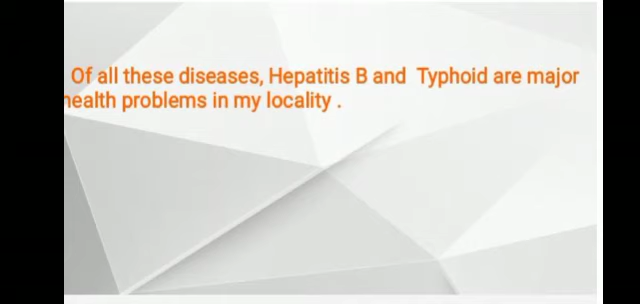 Of all these diseases, Hepatitis B and Typhoid are major
health problems in my locality .